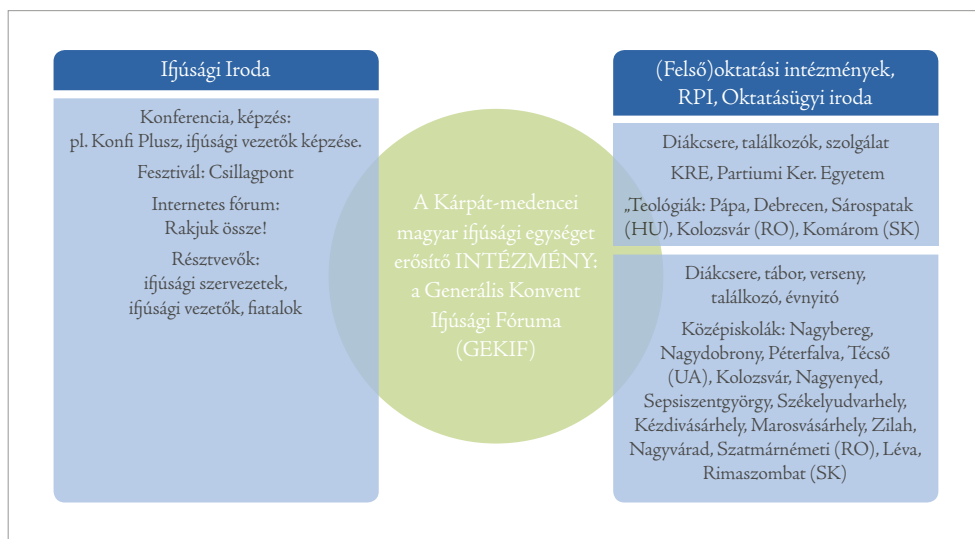 Ifjúsági Iroda
Konferencia, képzés:
pl. Konfi Plusz, ifjúsági vezetők képzése.
Fesztivál: Csillagpont
Internetes fórum:
Rakjuk össze!
Résztvevők:
ifjúsági szervezetek,
ifjúsági vezetők, fiatalok
A Kárpát-medencei
magyar ifjúsági egységet
erősítő INTÉZMÉNY:
a Generális Konvent
Ifjúsági Fóruma
(GEKIF)
(Felső)oktatási intézmények,
RPI, Oktatásügyi iroda
Diákcsere, találkozók, szolgálat
KRE, Partiumi Ker. Egyetem
„Teológiák: Pápa, Debrecen, Sárospatak
(HU), Kolozsvár (RO), Komárom (SK)
Diákcsere, tábor, verseny,
találkozó, évnyitó
Középiskolák: Nagybereg,
Nagydobrony, Péterfalva, Técső
(UA), Kolozsvár, Nagyenyed,
Sepsiszentgyörgy, Székelyudvarhely,
Kézdivásárhely, Marosvásárhely, Zilah,
Nagyvárad, Szatmárnémeti (RO), Léva,
Rimaszombat (SK)